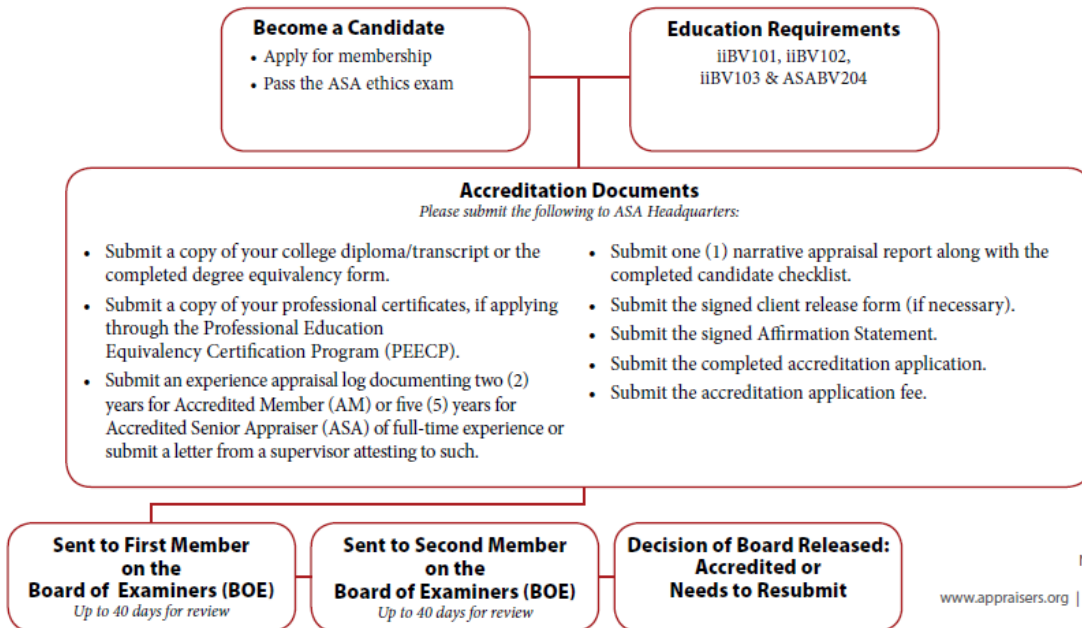 Become a Candidate
• Apply for membership
• Pass the ASA ethics exam
Education Requirements
iiBV101, iiBV102,
iiBV103 & ASABV204
Accreditation Documents
Please submit the following to ASA Headquarters:
• Submit a copy of your college diploma/transcript or the
completed degree equivalency form.
• Submit a copy of your professional certificates, if applying
through the Professional Education
Equivalency Certification Program (PEECP).
• Submit an experience appraisal log documenting two (2)
years for Accredited Member (AM) or five (5) years for
Accredited Senior Appraiser (ASA) of full-time experience or
submit a letter from a supervisor attesting to such.
• Submit one (1) narrative appraisal report along with the
completed candidate checklist.
• Submit the signed client release form (if necessary).
• Submit the signed Affirmation Statement.
• Submit the completed accreditation application.
• Submit the accreditation application fee.
Sent to First Member
on the
Board of Examiners (BOE)
Up to 40 days for review
Sent to Second Member
on the
Board of Examiners (BOE)
Up to 40 days for review
Decision of Board Released:
Accredited or
Needs to Resubmit
www.appraisers.org |